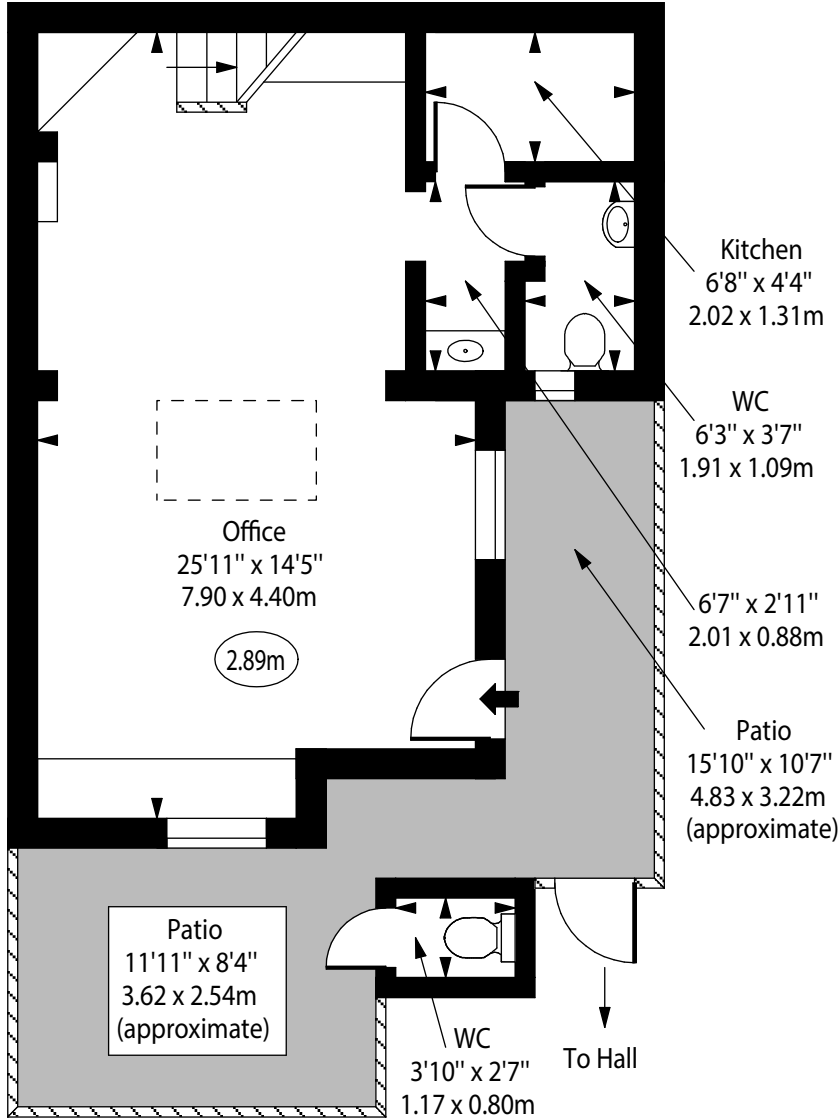 Kitchen
6'8" x 4'4"
2.02 x 1.31m
WC
6'3" x 3'7"
1.91 x 1.09m
Office
25'11" x 14'5"
7.90 x 4.40m
2.89m
6'7" x 2'11"
2.01 x 0.88m
Patio
15'10" x 10'7"
4.83 x 3.22m
(approximate)
Patio
11'11" x 8'4"
3.62 x 2.54m
(approximate)
WC
3'10" x 2'7"
1.17 x 0.80m
To Hall